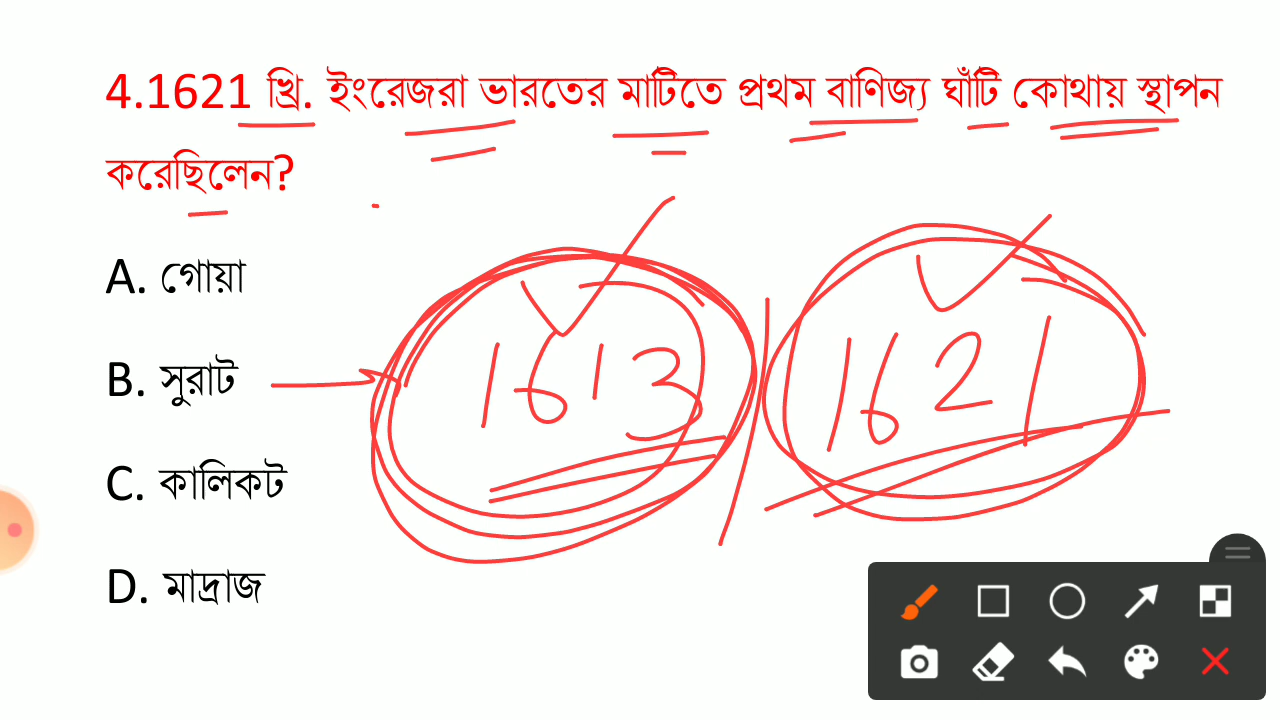 4.1621 খ্রি. ইংরেজরা ভারতের মাটিতে প্রথম বাণিজ্য ঘাঁটি কোথায় স্থাপন
করেছিলেন?
A. গোয়া
B. সুরাট
1613
1621
C. কালিকট
D. মাদ্রাজ